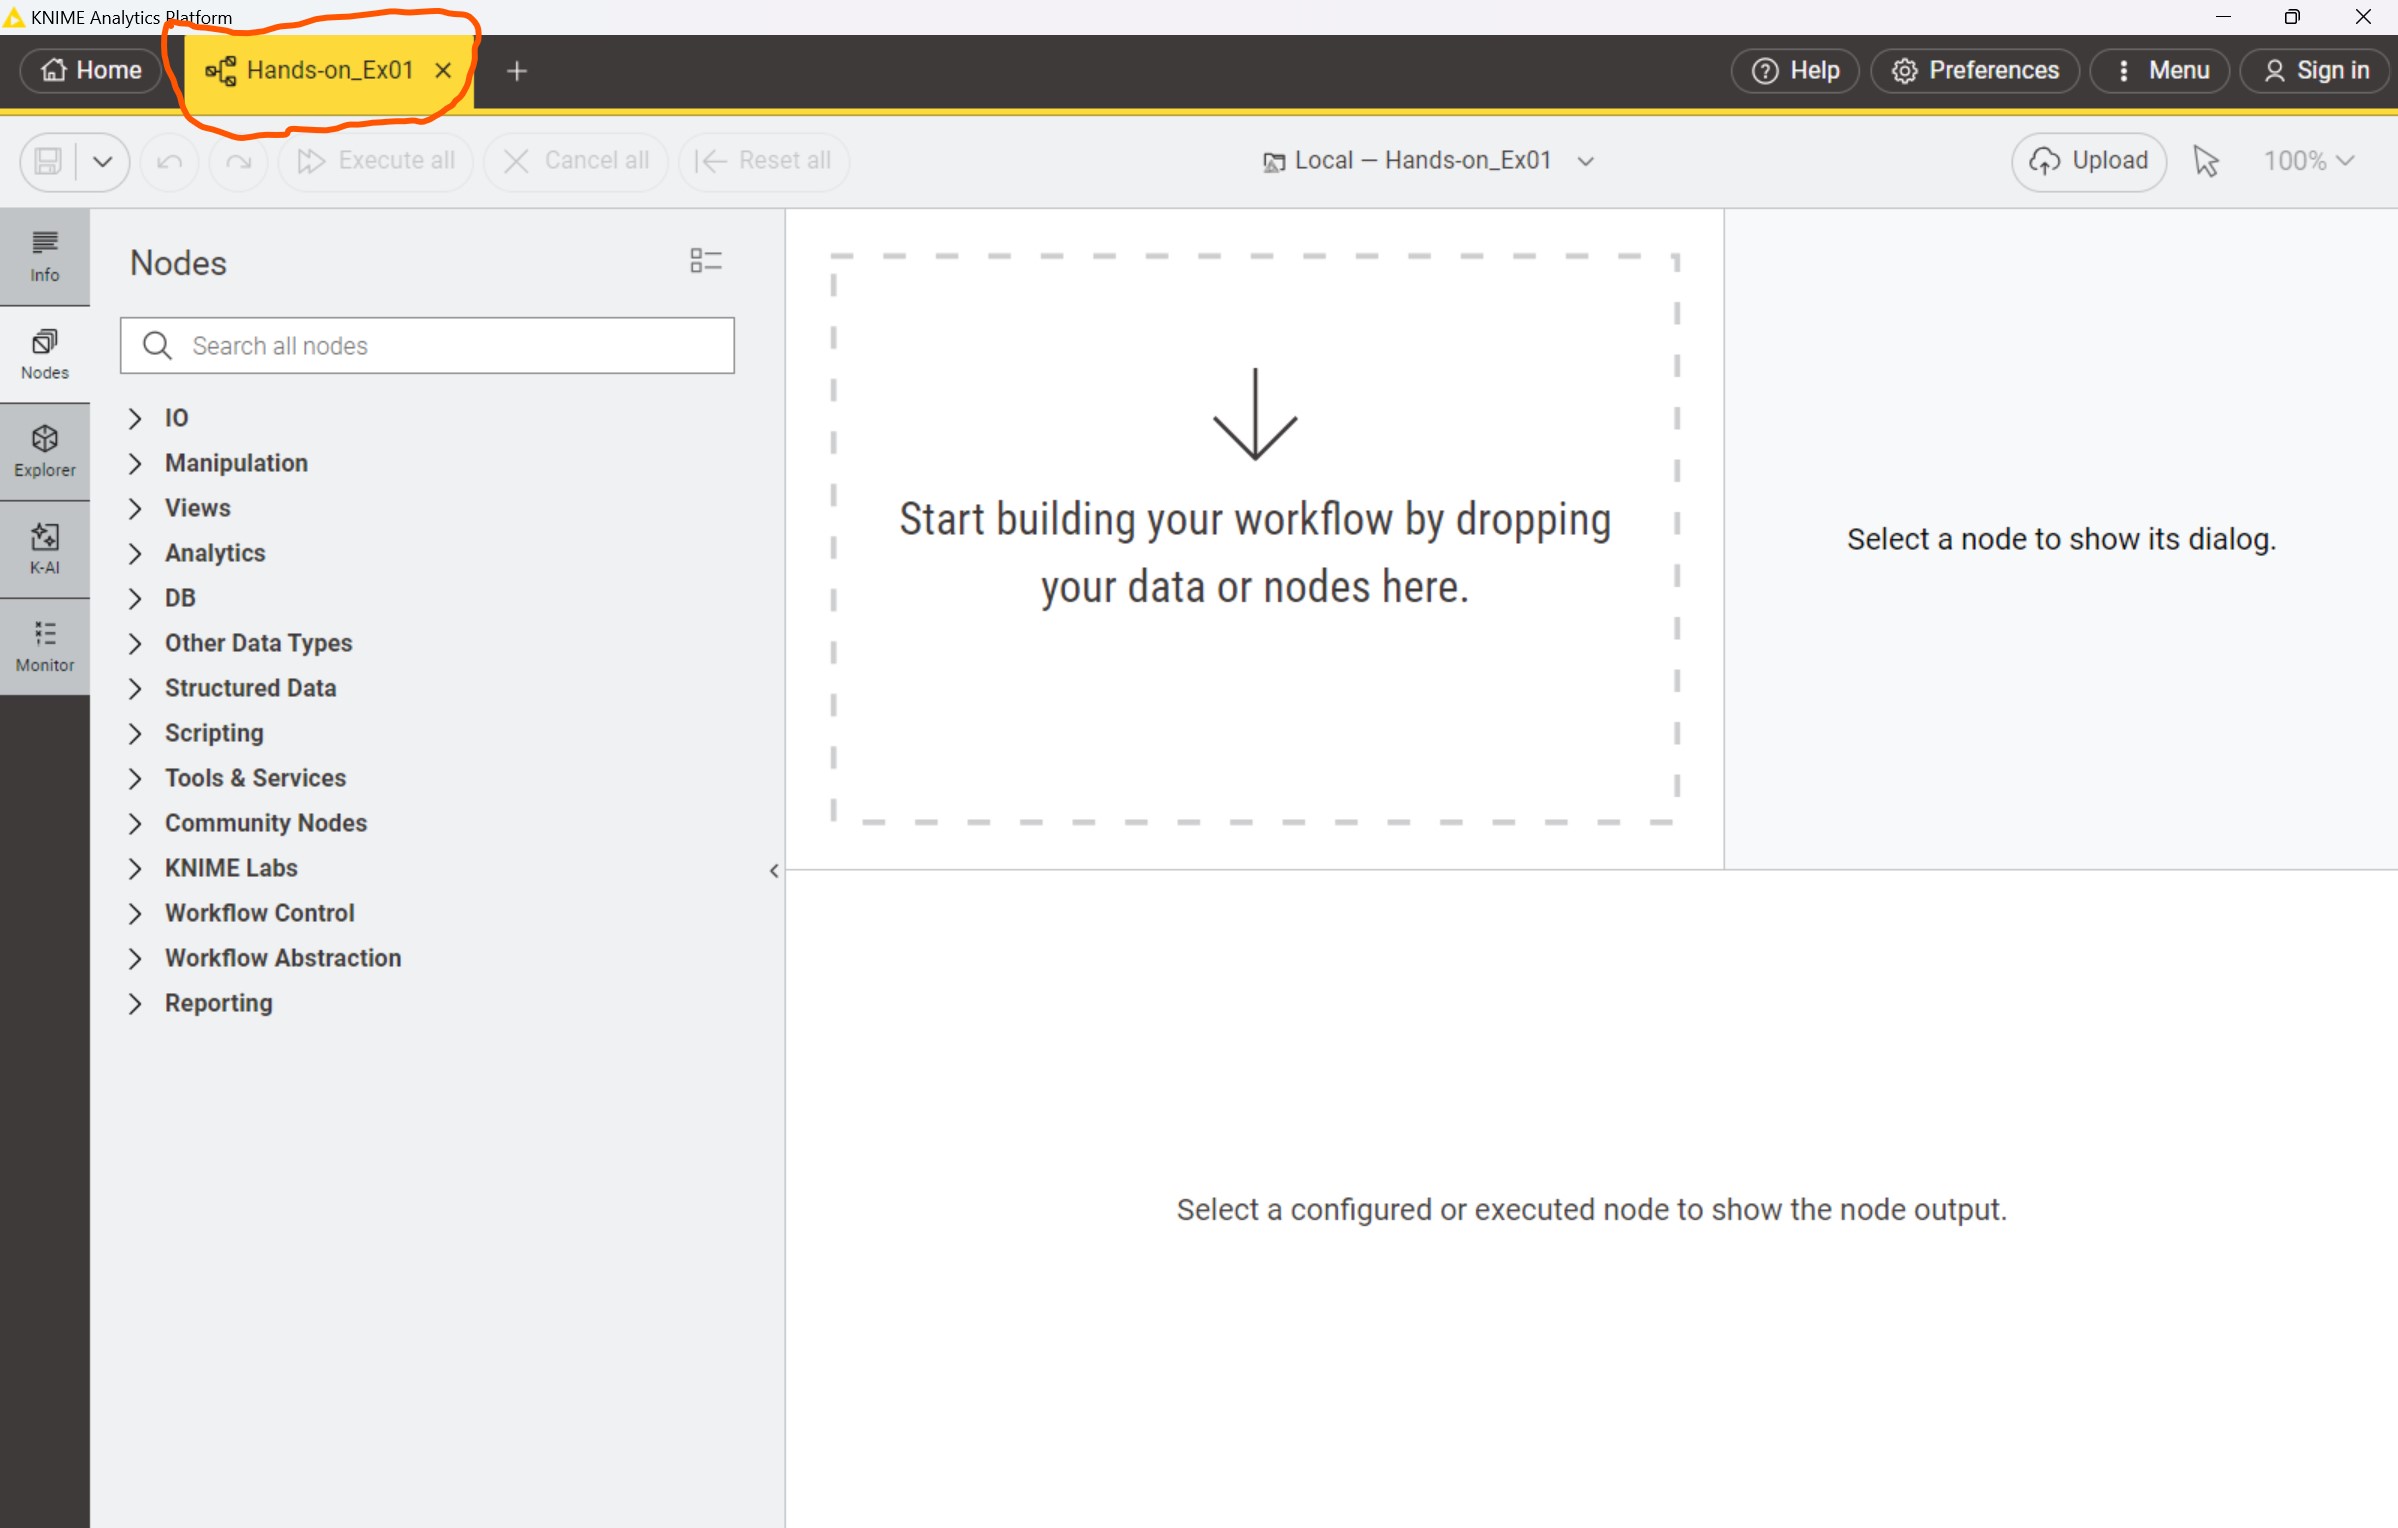 KNIME Analytics Platform
Home
Hands-on_Ex01
Help
Preferences
Menu
Sign in
Execute all
Cancel all
Reset all
Local — Hands-on_Ex01
Upload
100%
Info
Nodes
Explorer
K-AI
Monitor
Nodes
Search all nodes
IO
Manipulation
Views
Analytics
DB
Other Data Types
Structured Data
Scripting
Tools & Services
Community Nodes
KNIME Labs
Workflow Control
Workflow Abstraction
Reporting
Start building your workflow by dropping
your data or nodes here.
Select a node to show its dialog.
Select a configured or executed node to show the node output.